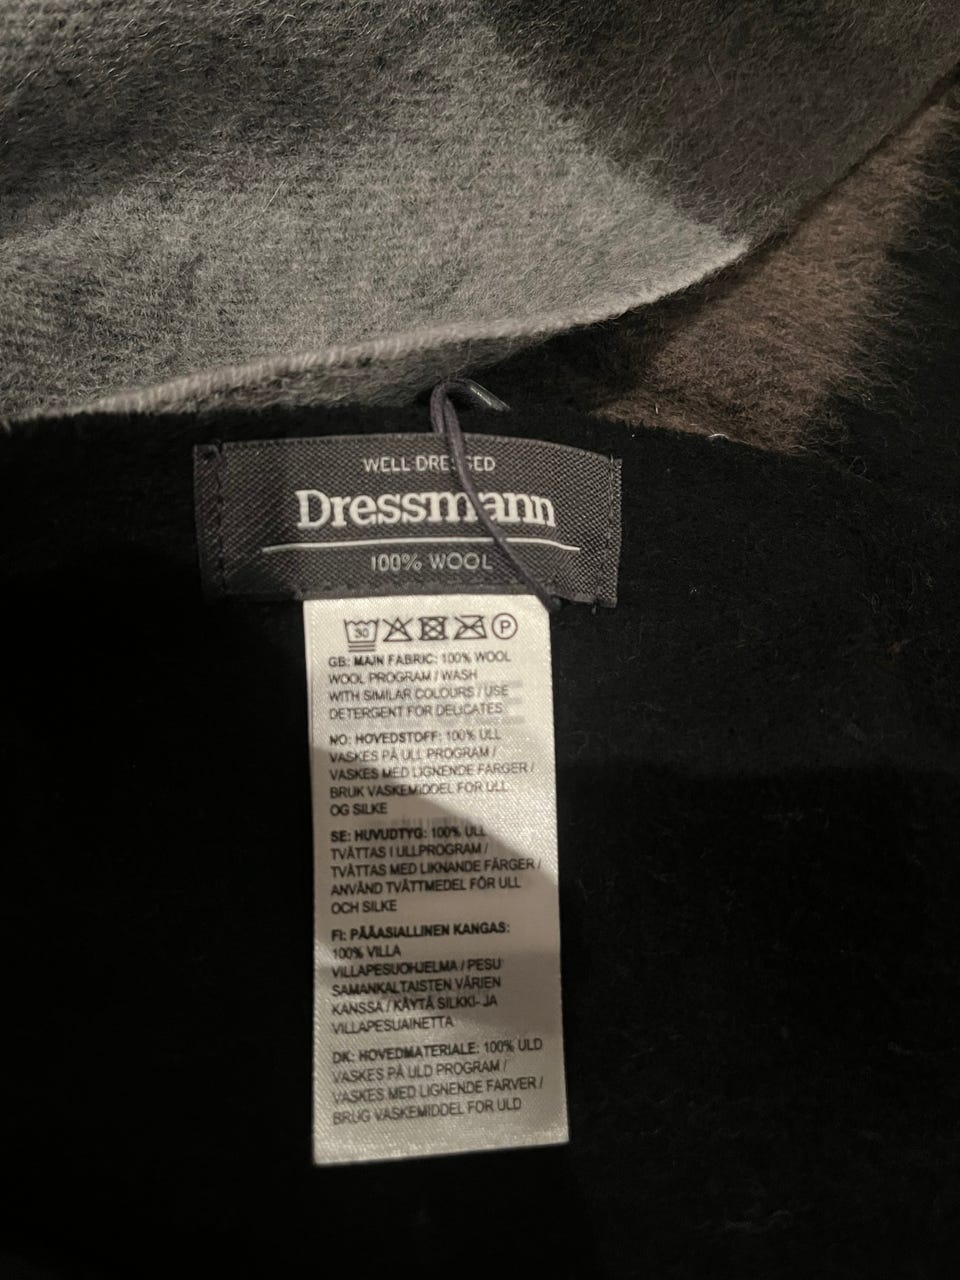 WELL DRESSED
Dressmann
100% WOOL
30 P
GB: MAIN FABRIC: 100% WOOL
WOOL PROGRAM / WASH
WITH SIMILAR COLOURS / USE
DETERGENT FOR DELICATES
NO: HOVEDSTOFF: 100% ULL
VASKES PÅ ULL PROGRAM /
VASKES MED LIGNENDE FARGER /
BRUK VASKEMIDDEL FOR ULL
OG SILKE
SE: HUVUDTYG: 100% ULL
TVÄTTAS I ULLPROGRAM /
TVÄTTAS MED LIKNANDE FÄRGER /
ANVÄND TVÄTTMEDEL FÖR ULL
OCH SILKE
FI: PÄÄASIALLINEN KANGAS:
100% VILLA
VILLAPESUOHJELMA / PESU
SAMANKALTAISTEN VÄRIEN
KANSSA / KÄYTÄ SILKKI- JA
VILLAPESUAINETTA
DK: HOVEDMATERIALE: 100% ULD
VASKES PÅ ULD PROGRAM /
VASKES MED LIGNENDE FARVER /
BRUG VASKEMIDDEL FOR ULD